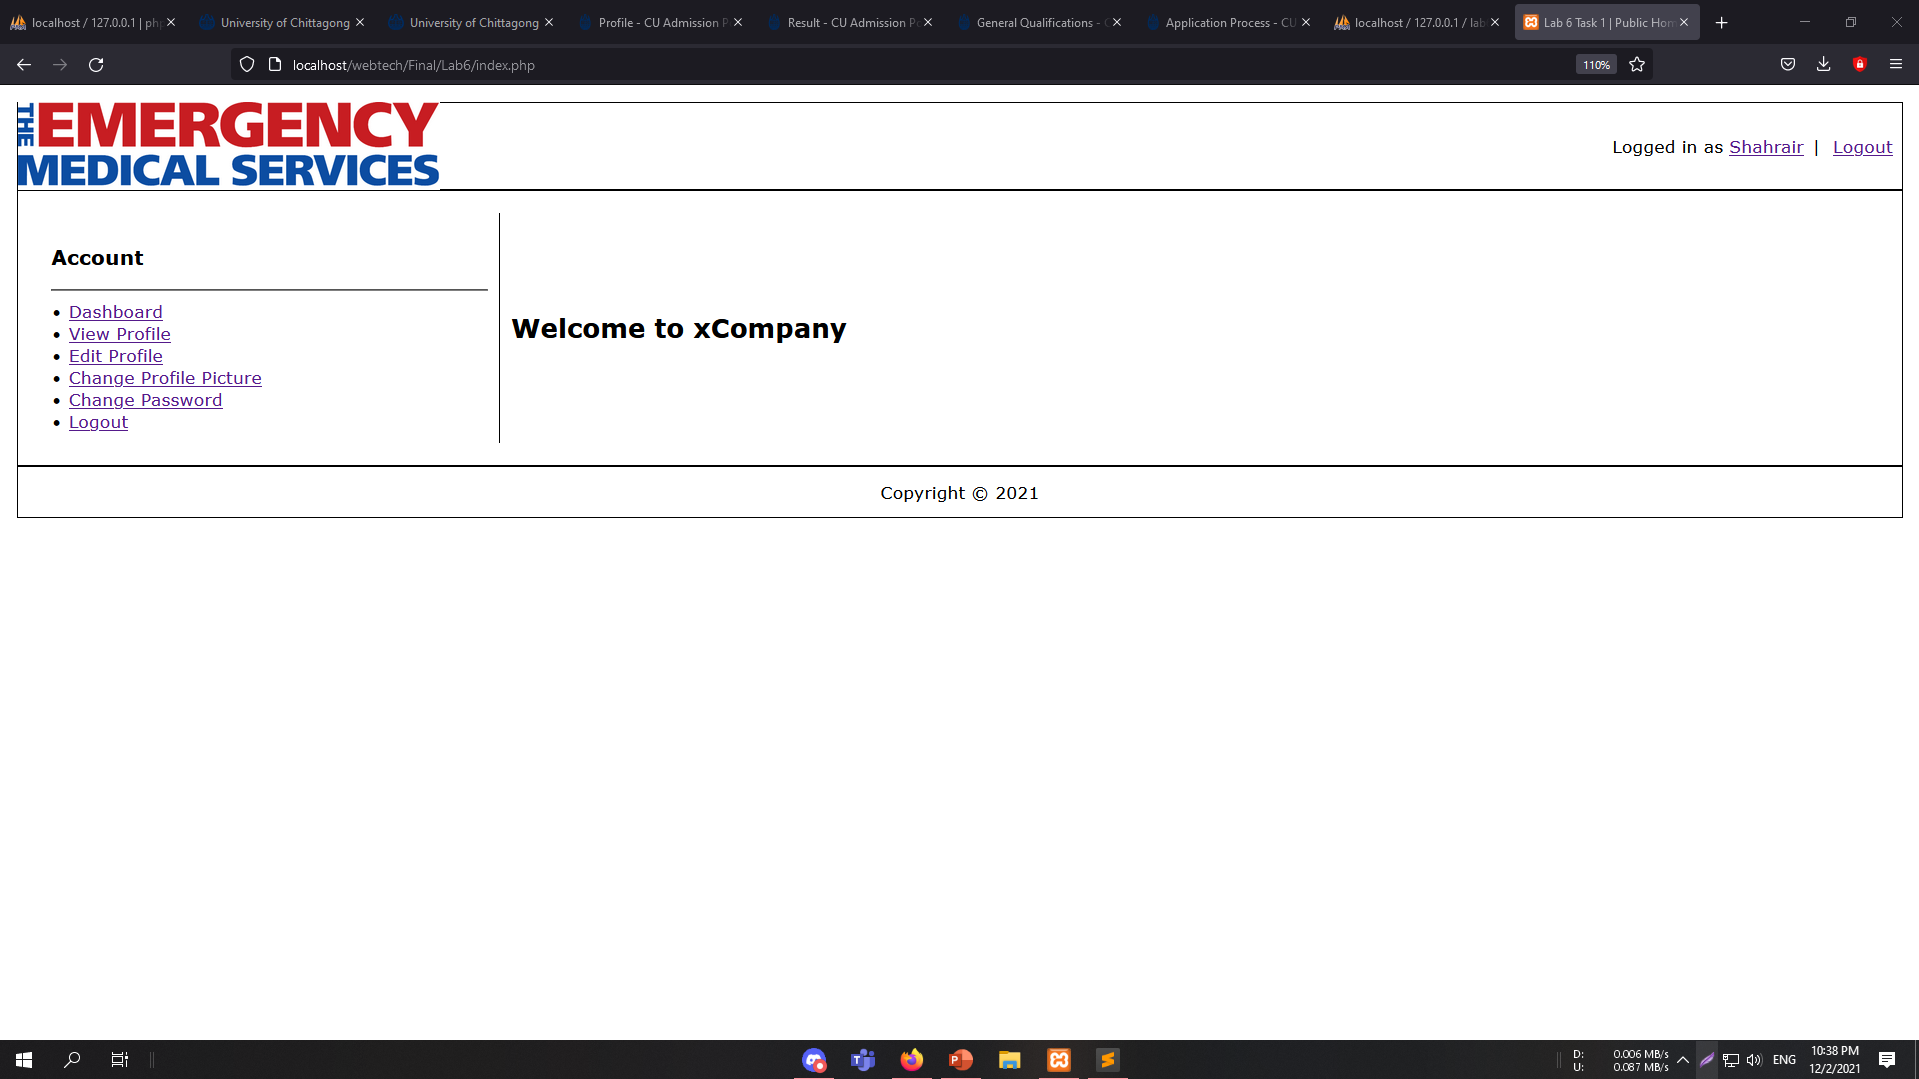 localhost / 127.0.0.1 | php
University of Chittagong
University of Chittagong
Profile - CU Admission P
Result - CU Admission Po
General Qualifications - C
Application Process - CU
localhost / 127.0.0.1 / lab
Lab 6 Task 1 | Public Hom
localhost/webtech/Final/Lab6/index.php
110%
THE EMERGENCY
MEDICAL SERVICES
Logged in as Shahrair | Logout
Account
• Dashboard
• View Profile
• Edit Profile
• Change Profile Picture
• Change Password
• Logout
Welcome to xCompany
Copyright © 2021
D: 0.006 MB/s
U: 0.087 MB/s
ENG
10:38 PM
12/2/2021